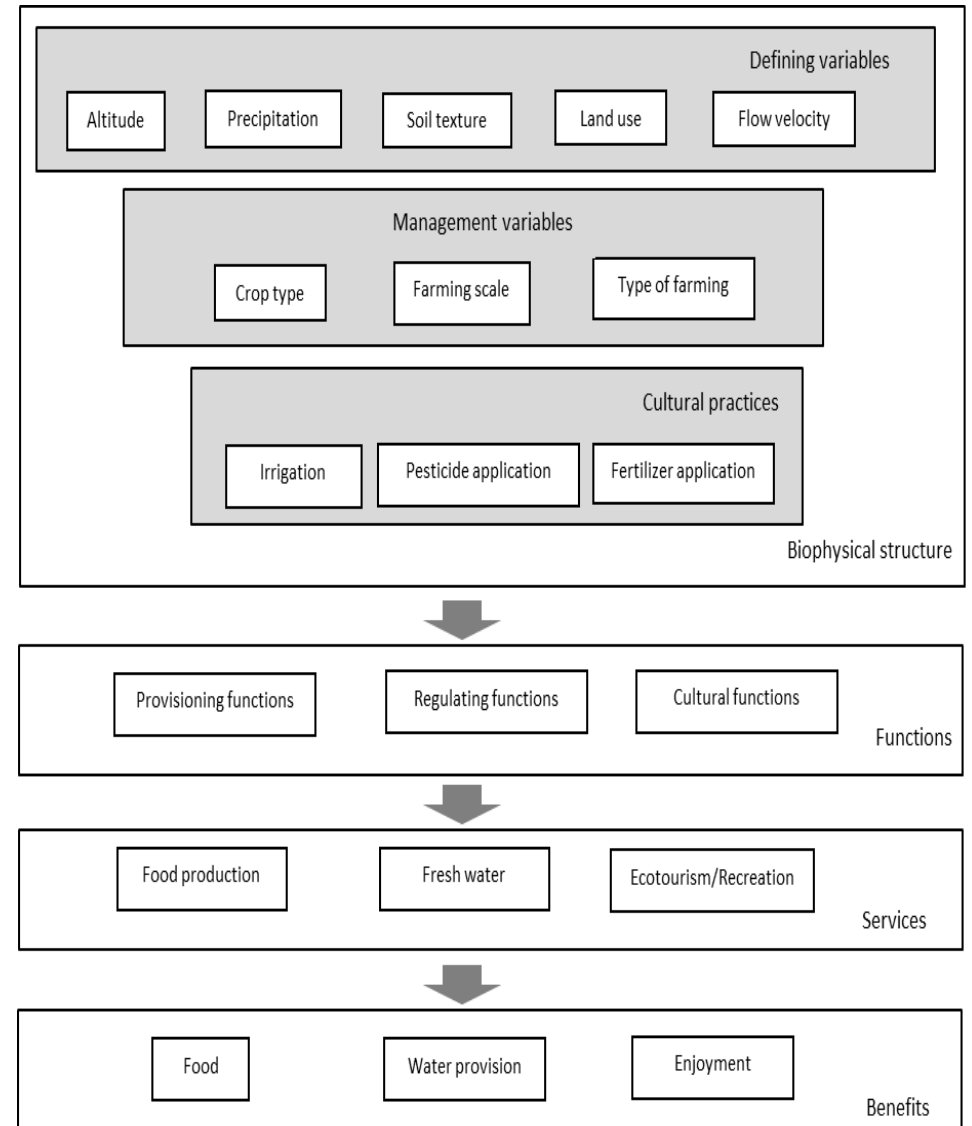 Defining variables
Altitude
Precipitation
Soil texture
Land use
Flow velocity
Management variables
Crop type
Farming scale
Type of farming
Cultural practices
Irrigation
Pesticide application
Fertilizer application
Biophysical structure
Provisioning functions
Regulating functions
Cultural functions
Functions
Food production
Fresh water
Ecotourism/Recreation
Services
Food
Water provision
Enjoyment
Benefits